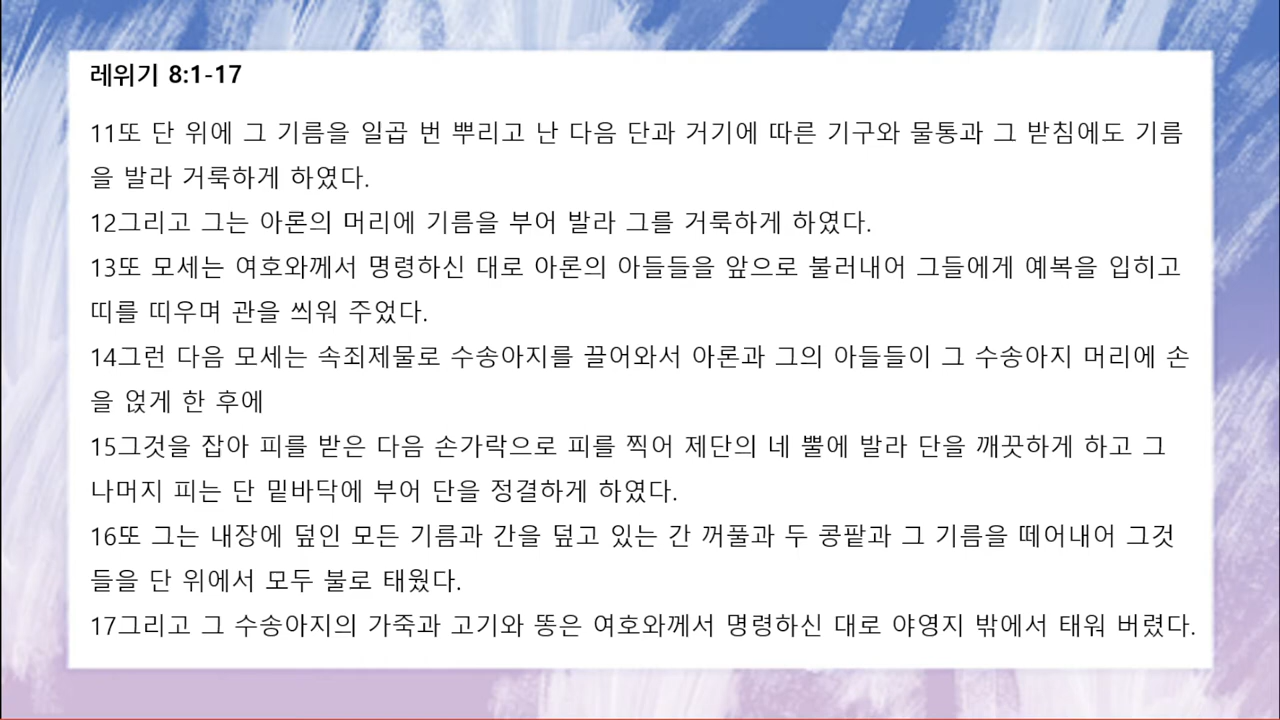 레위기 8:1-17
11또 단 위에 그 기름을 일곱 번 뿌리고 난 다음 단과 거기에 따른 기구와 물통과 그 받침에도 기름
을 발라 거룩하게 하였다.
12그리고 그는 아론의 머리에 기름을 부어 발라 그를 거룩하게 하였다.
13또 모세는 여호와께서 명령하신 대로 아론의 아들들을 앞으로 불러내어 그들에게 예복을 입히고
띠를 띠우며 관을 씌워 주었다.
14그런 다음 모세는 속죄제물로 수송아지를 끌어와서 아론과 그의 아들들이 그 수송아지 머리에 손
을 얹게 한 후에
15그것을 잡아 피를 받은 다음 손가락으로 피를 찍어 제단의 네 뿔에 발라 단을 깨끗하게 하고 그
나머지 피는 단 밑바닥에 부어 단을 정결하게 하였다.
16또 그는 내장에 덮인 모든 기름과 간을 덮고 있는 간 꺼풀과 두 콩팥과 그 기름을 떼어내어 그것
들을 단 위에서 모두 불로 태웠다.
17그리고 그 수송아지의 가죽과 고기와 똥은 여호와께서 명령하신 대로 야영지 밖에서 태워 버렸다.